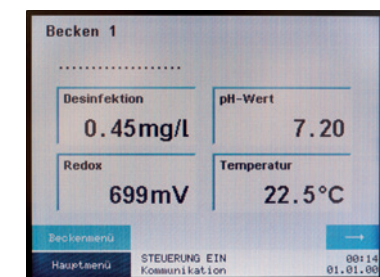 Becken 1
...................
Desinfektion
0.45mg/l
pH-Wert
7.20
Redox
699mV
Temperatur
22.5°C
Beckenmenü
→
Hauptmenü
STEUERUNG EIN
Kommunikation
00:14
01.01.00